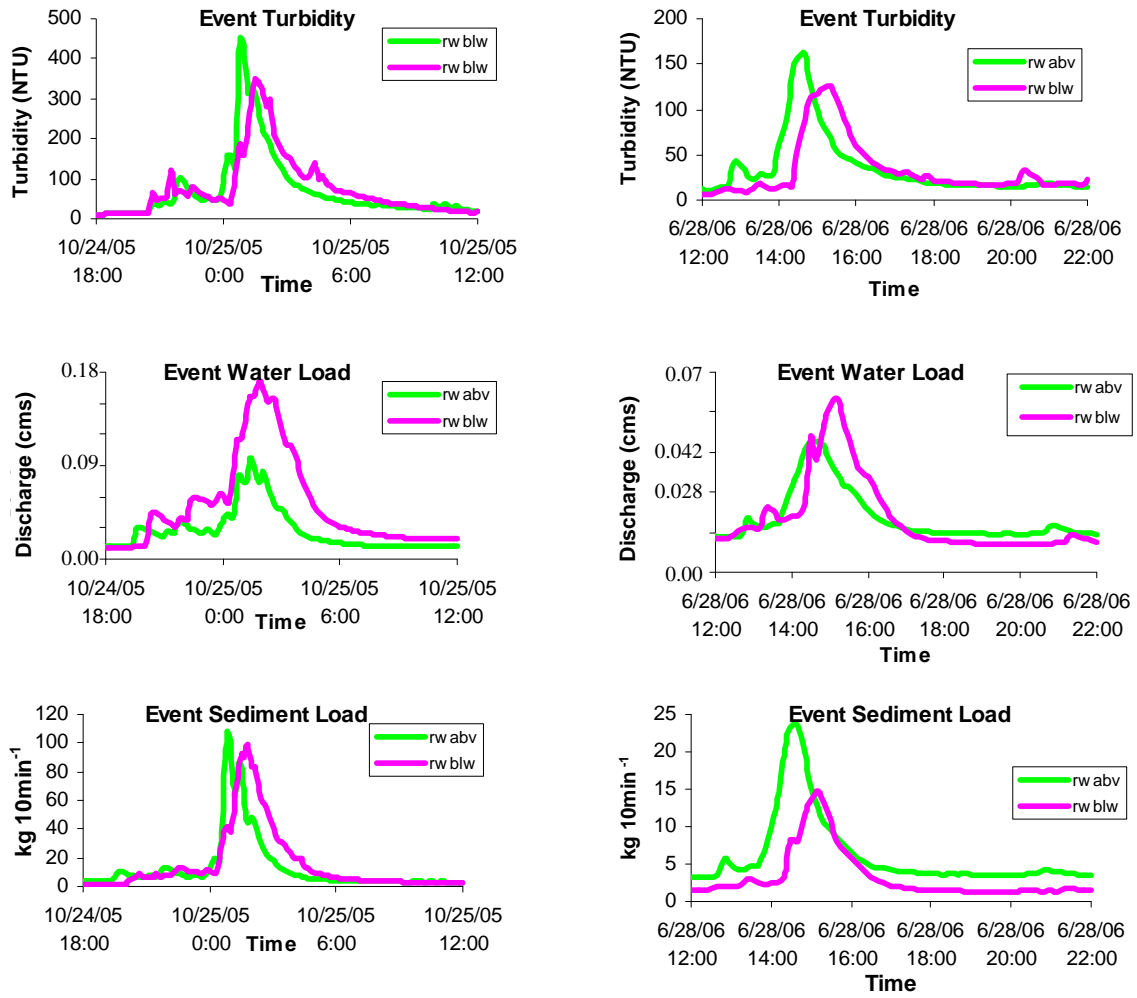 Event Turbidity
Turbidity (NTU)
500
400
300
200
100
0
rw blw
rw blw
10/24/05 10/25/05 10/25/05 10/25/05
18:00 0:00 6:00 12:00
Time
Event Turbidity
Turbidity (NTU)
200
150
100
50
0
rw abv
rw blw
6/28/06 6/28/06 6/28/06 6/28/06 6/28/06 6/28/06
12:00 14:00 16:00 18:00 20:00 22:00
Time
Event Water Load
Discharge (cms)
0.18
0.09
0.00
rw abv
rw blw
10/24/05 10/25/05 10/25/05 10/25/05
18:00 0:00 6:00 12:00
Time
Event Water Load
Discharge (cms)
0.07
0.042
0.028
0.00
rw abv
rw blw
6/28/06 6/28/06 6/28/06 6/28/06 6/28/06 6/28/06
12:00 14:00 16:00 18:00 20:00 22:00
Time
Event Sediment Load
kg 10min⁻¹
120
100
80
60
40
20
0
rw abv
rw blw
10/24/05 10/25/05 10/25/05 10/25/05
18:00 0:00 6:00 12:00
Time
Event Sediment Load
kg 10min⁻¹
25
20
15
10
5
0
rw abv
rw blw
6/28/06 6/28/06 6/28/06 6/28/06 6/28/06 6/28/06
12:00 14:00 16:00 18:00 20:00 22:00
Time